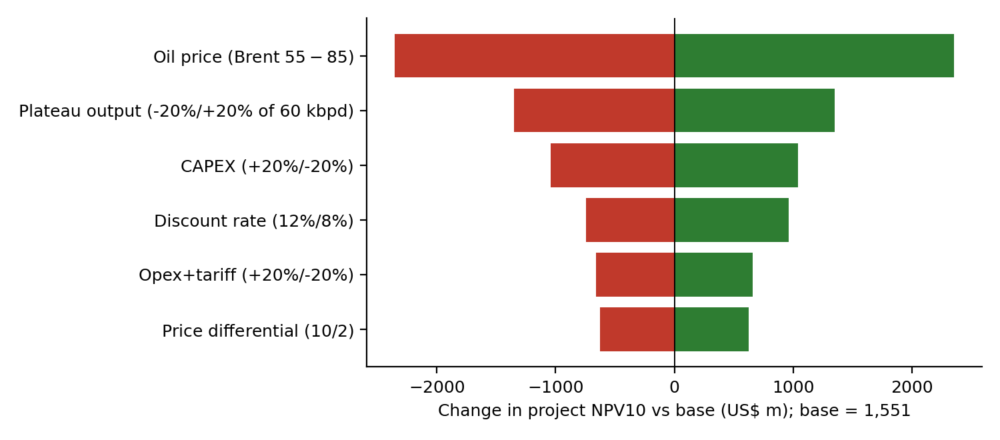 Oil price (Brent 55 − 85)
Plateau output (-20%/+20% of 60 kbpd)
CAPEX (+20%/-20%)
Discount rate (12%/8%)
Opex+tariff (+20%/-20%)
Price differential (10/2)
−2000 −1000 0 1000 2000
Change in project NPV10 vs base (US$ m); base = 1,551